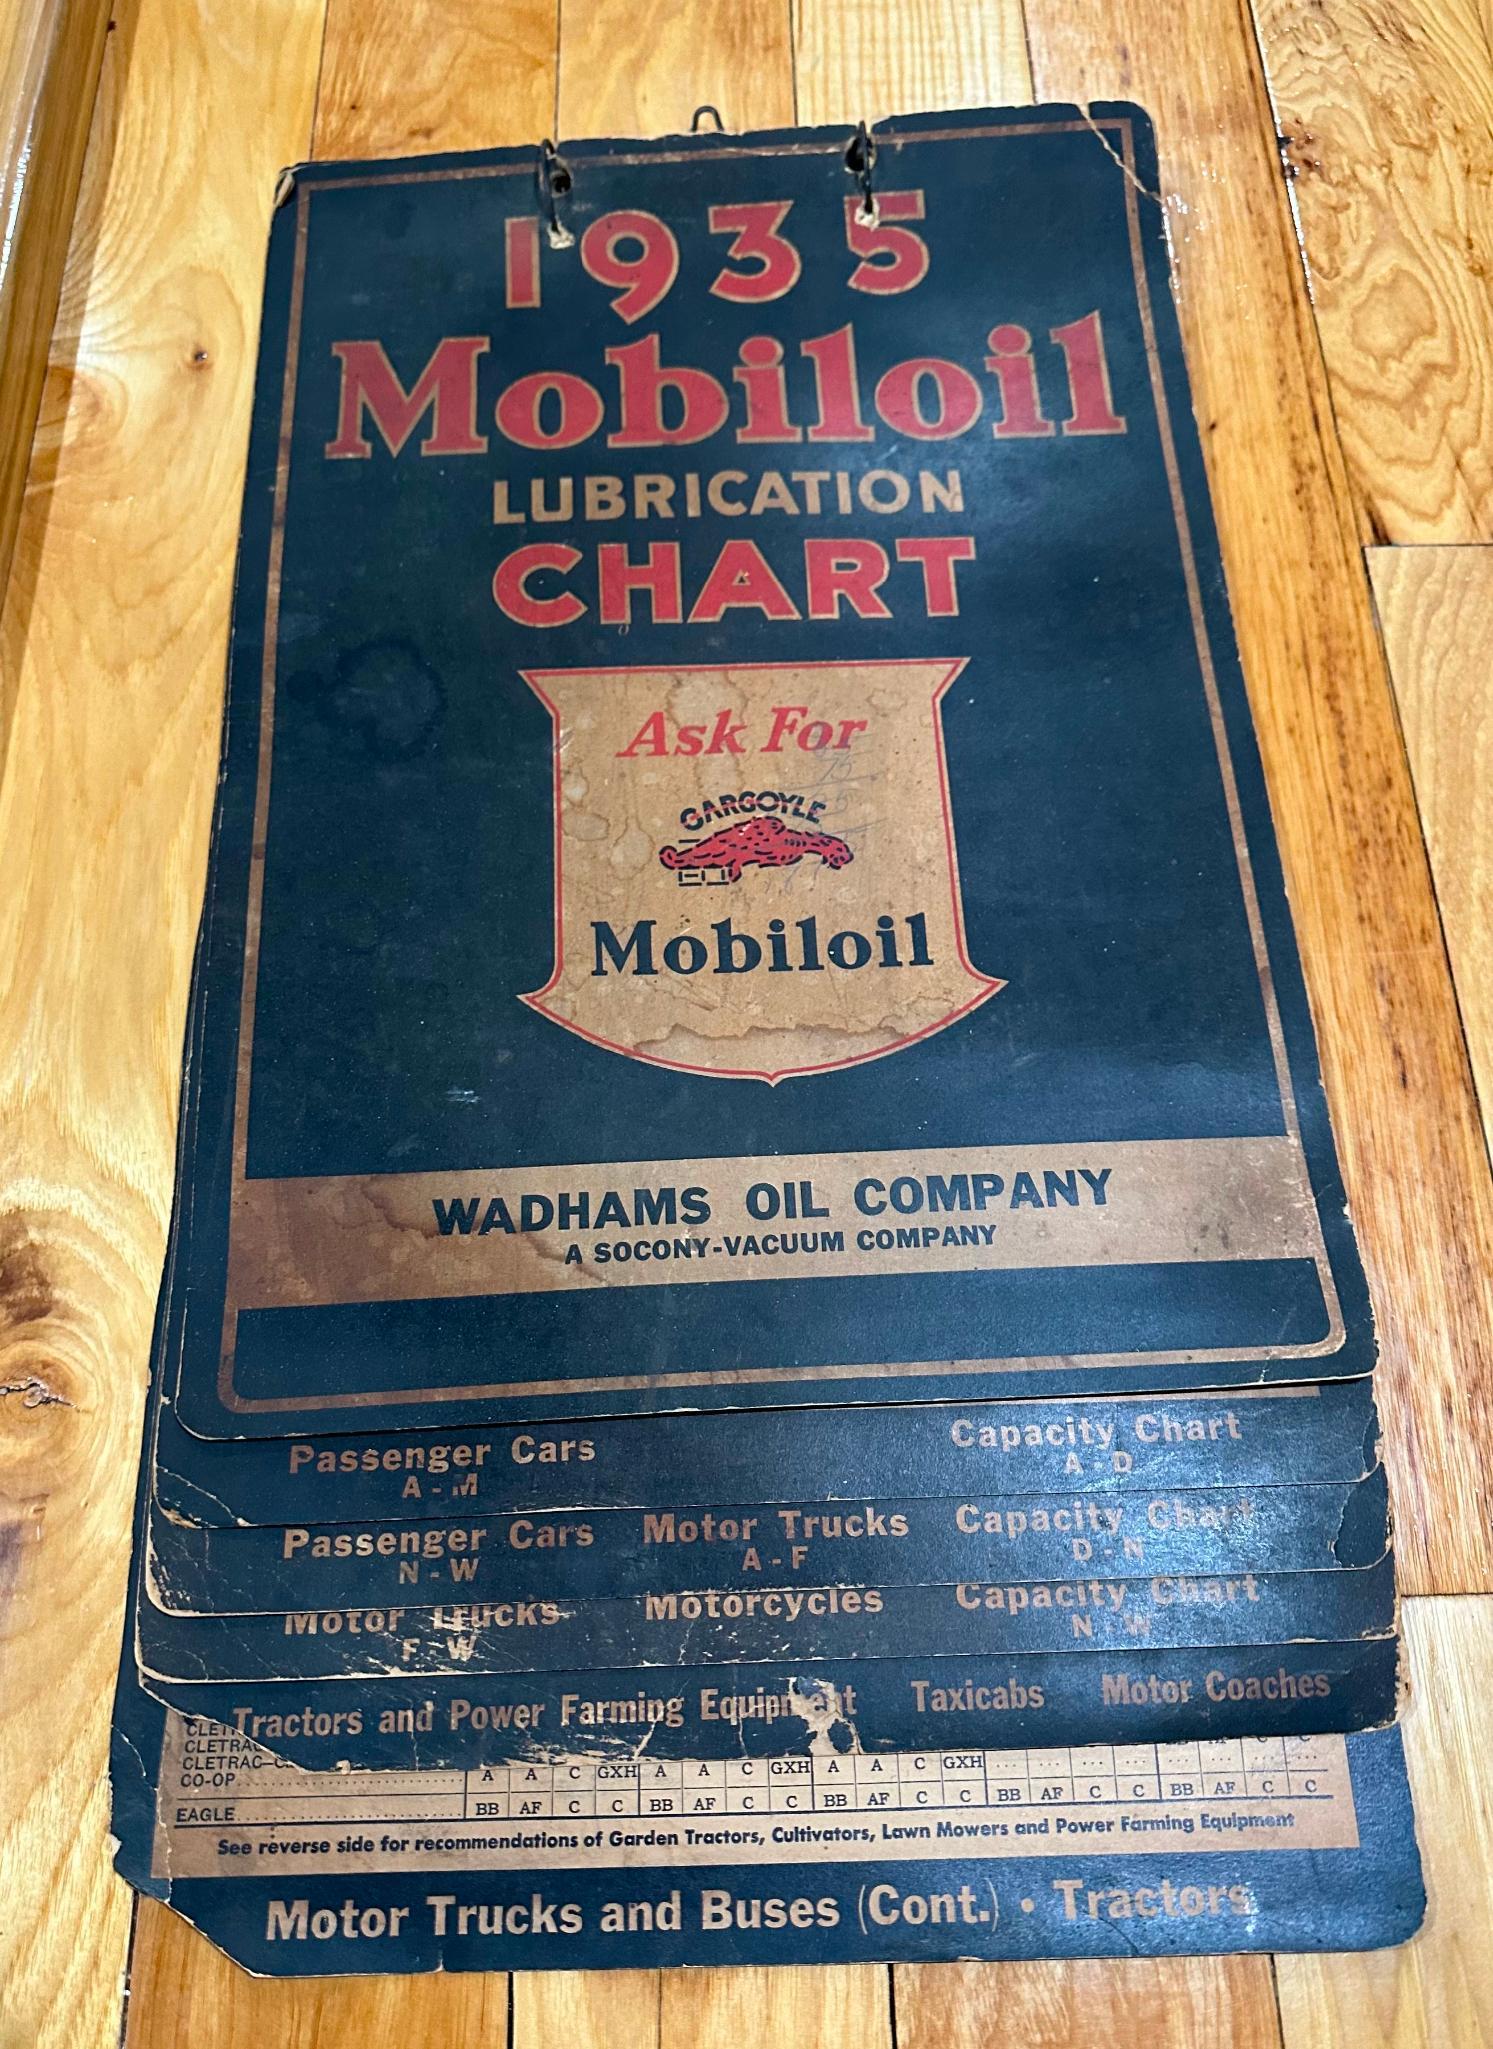 1935
Mobiloil
LUBRICATION
CHART
Ask For
GARGOYLE
Mobiloil
WADHAMS OIL COMPANY
A SOCONY-VACUUM COMPANY
Passenger Cars
A - M
Capacity Chart
A - D
Passenger Cars
N - W
Motor Trucks
A - F
Capacity Chart
D - N
Motor Trucks
F - W
Motorcycles
Capacity Chart
N - W
Tractors and Power Farming Equipment Taxicabs Motor Coaches
CO-OP A A C GXH A A C GXH A A C GXH ... ... ... ... ... ... ... ...
EAGLE BB AF C C BB AF C C BB AF C C BB AF C C BB AF C C
See reverse side for recommendations of Garden Tractors, Cultivators, Lawn Mowers and Power Farming Equipment
Motor Trucks and Buses (Cont.) • Tractors